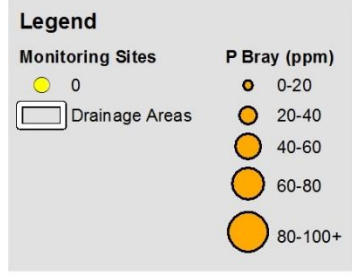 Legend
Monitoring Sites
0
Drainage Areas
P Bray (ppm)
0-20
20-40
40-60
60-80
80-100+